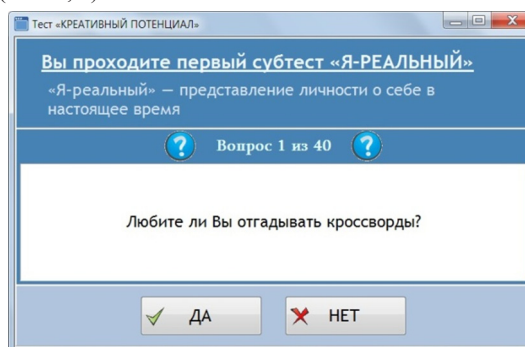 Тест «КРЕАТИВНЫЙ ПОТЕНЦИАЛ»
Вы проходите первый субтест «Я-РЕАЛЬНЫЙ»
«Я-реальный» — представление личности о себе в
настоящее время
? Вопрос 1 из 40 ?
Любите ли Вы отгадывать кроссворды?
ДА НЕТ